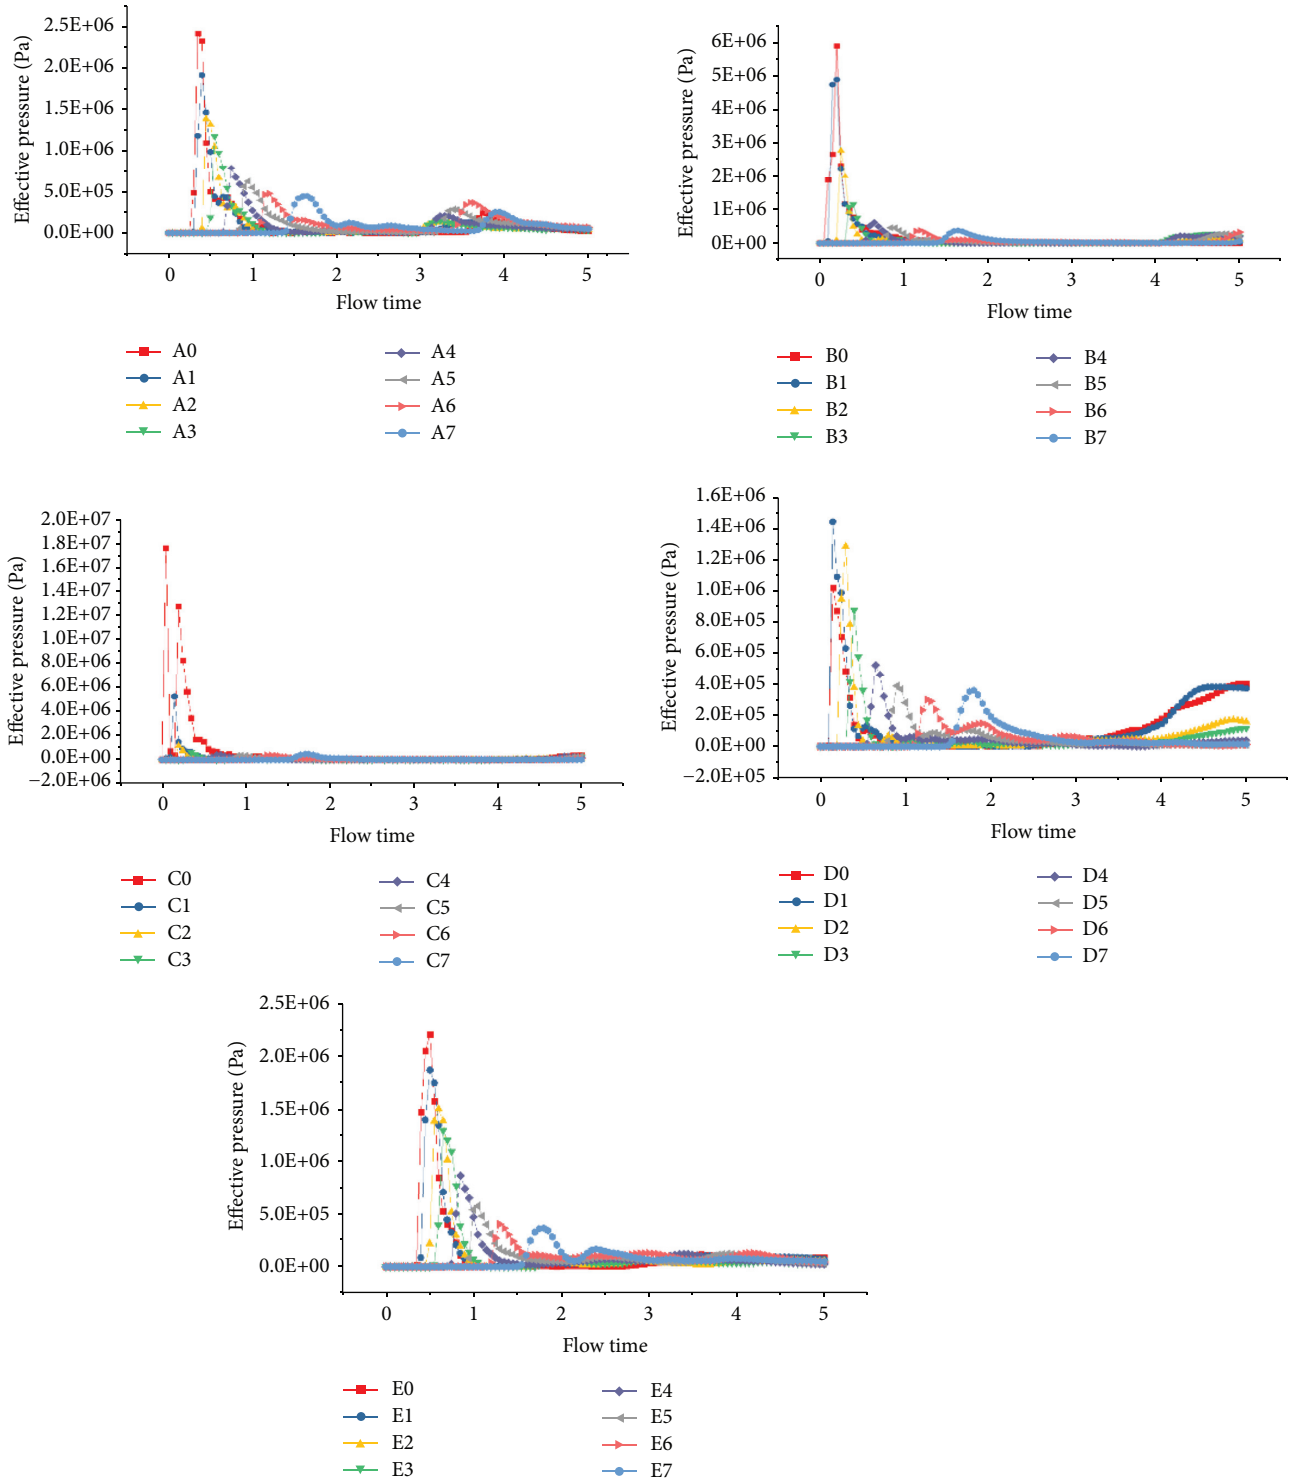 Effective pressure (Pa)
2.5E+06
2.0E+06
1.5E+06
1.0E+06
5.0E+05
0.0E+00
0 1 2 3 4 5
Flow time
A0 A4
A1 A5
A2 A6
A3 A7
Effective pressure (Pa)
6E+06
5E+06
4E+06
3E+06
2E+06
1E+06
0E+00
0 1 2 3 4 5
Flow time
B0 B4
B1 B5
B2 B6
B3 B7
Effective pressure (Pa)
2.0E+07
1.8E+07
1.6E+07
1.4E+07
1.2E+07
1.0E+07
8.0E+06
6.0E+06
4.0E+06
2.0E+06
0.0E+00
−2.0E+06
0 1 2 3 4 5
Flow time
C0 C4
C1 C5
C2 C6
C3 C7
Effective pressure (Pa)
1.6E+06
1.4E+06
1.2E+06
1.0E+06
8.0E+05
6.0E+05
4.0E+05
2.0E+05
0.0E+00
−2.0E+05
0 1 2 3 4 5
Flow time
D0 D4
D1 D5
D2 D6
D3 D7
Effective pressure (Pa)
2.5E+06
2.0E+06
1.5E+06
1.0E+06
5.0E+05
0.0E+00
0 1 2 3 4 5
Flow time
E0 E4
E1 E5
E2 E6
E3 E7